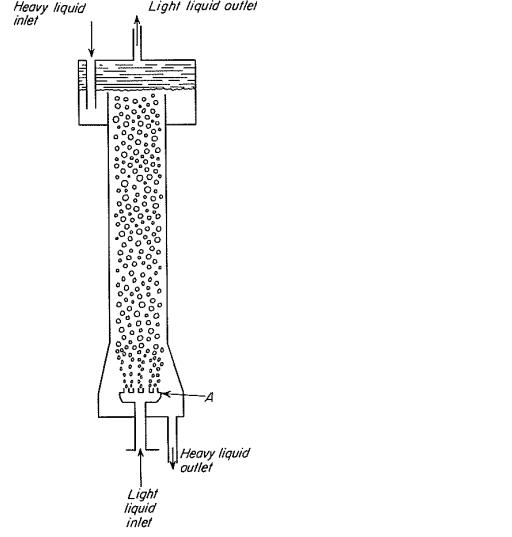 Heavy liquid
inlet
Light liquid outlet
A
Heavy liquid
outlet
Light
liquid
inlet